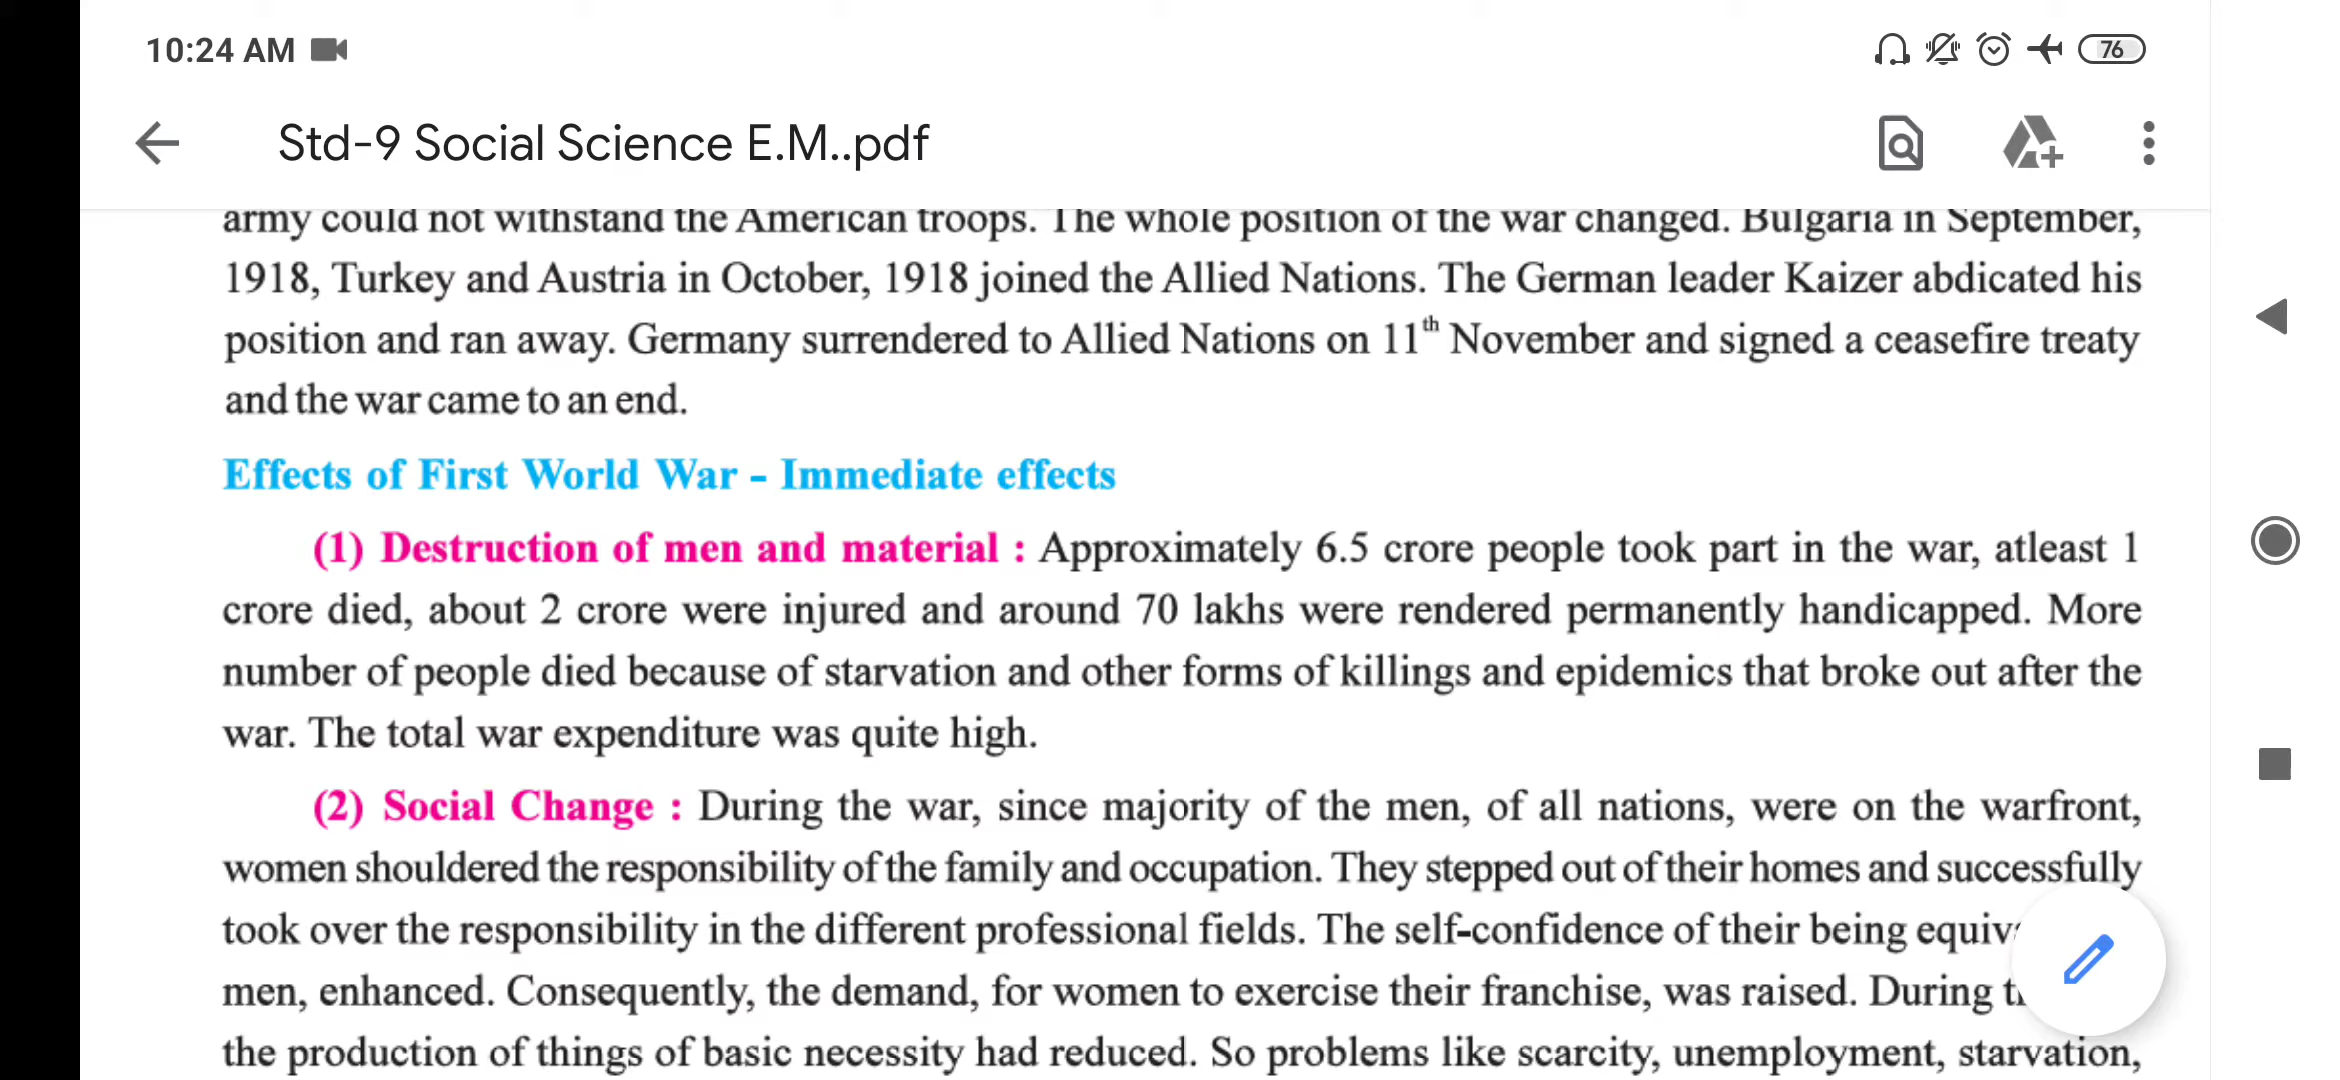 10:24 AM
76
Std-9 Social Science E.M..pdf
army could not withstand the American troops. The whole position of the war changed. Bulgaria in September,
1918, Turkey and Austria in October, 1918 joined the Allied Nations. The German leader Kaizer abdicated his
position and ran away. Germany surrendered to Allied Nations on 11th November and signed a ceasefire treaty
and the war came to an end.
Effects of First World War - Immediate effects
(1) Destruction of men and material : Approximately 6.5 crore people took part in the war, atleast 1
crore died, about 2 crore were injured and around 70 lakhs were rendered permanently handicapped. More
number of people died because of starvation and other forms of killings and epidemics that broke out after the
war. The total war expenditure was quite high.
(2) Social Change : During the war, since majority of the men, of all nations, were on the warfront,
women shouldered the responsibility of the family and occupation. They stepped out of their homes and successfully
took over the responsibility in the different professional fields. The self-confidence of their being
men, enhanced. Consequently, the demand, for women to exercise their franchise, was raised. During
the production of things of basic necessity had reduced. So problems like scarcity, unemployment, starvation,